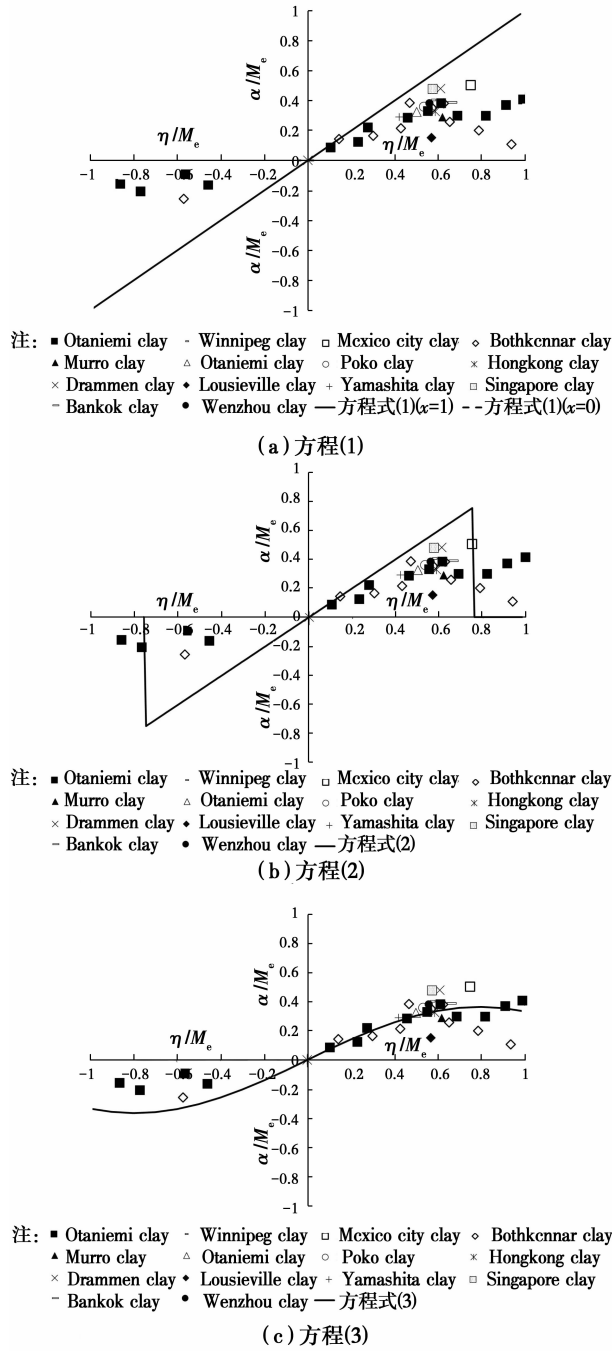 1
0.8
0.6
0.4
0.2
0
-0.2
-0.4
-0.6
-0.8
-1
α/Me
η/Me
-1 -0.8 -0.6 -0.4 -0.2 0 0.2 0.4 0.6 0.8 1
η/Me
α/Me
注: ■ Otaniemi clay - Winnipeg clay □ Mcxico city clay ◇ Bothkcnnar clay
▲ Murro clay △ Otaniemi clay ○ Poko clay ж Hongkong clay
× Drammen clay ◆ Lousieville clay + Yamashita clay ▫ Singapore clay
– Bankok clay ● Wenzhou clay — 方程式(1)(x=1) -- 方程式(1)(x=0)
(a) 方程(1)
1
0.8
0.6
0.4
0.2
0
-0.2
-0.4
-0.6
-0.8
-1
α/Me
η/Me
-1 -0.8 -0.6 -0.4 -0.2 0 0.2 0.4 0.6 0.8 1
η/Me
α/Me
注: ■ Otaniemi clay - Winnipeg clay □ Mcxico city clay ◇ Bothkcnnar clay
▲ Murro clay △ Otaniemi clay ○ Poko clay ж Hongkong clay
× Drammen clay ◆ Lousieville clay + Yamashita clay ▫ Singapore clay
– Bankok clay ● Wenzhou clay — 方程式(2)
(b) 方程(2)
1
0.8
0.6
0.4
0.2
0
-0.2
-0.4
-0.6
-0.8
-1
α/Me
η/Me
-1 -0.8 -0.6 -0.4 -0.2 0 0.2 0.4 0.6 0.8 1
η/Me
α/Me
注: ■ Otaniemi clay - Winnipeg clay □ Mcxico city clay ◇ Bothkcnnar clay
▲ Murro clay △ Otaniemi clay ○ Poko clay ж Hongkong clay
× Drammen clay ◆ Lousieville clay + Yamashita clay ▫ Singapore clay
– Bankok clay ● Wenzhou clay — 方程式(3)
(c) 方程(3)